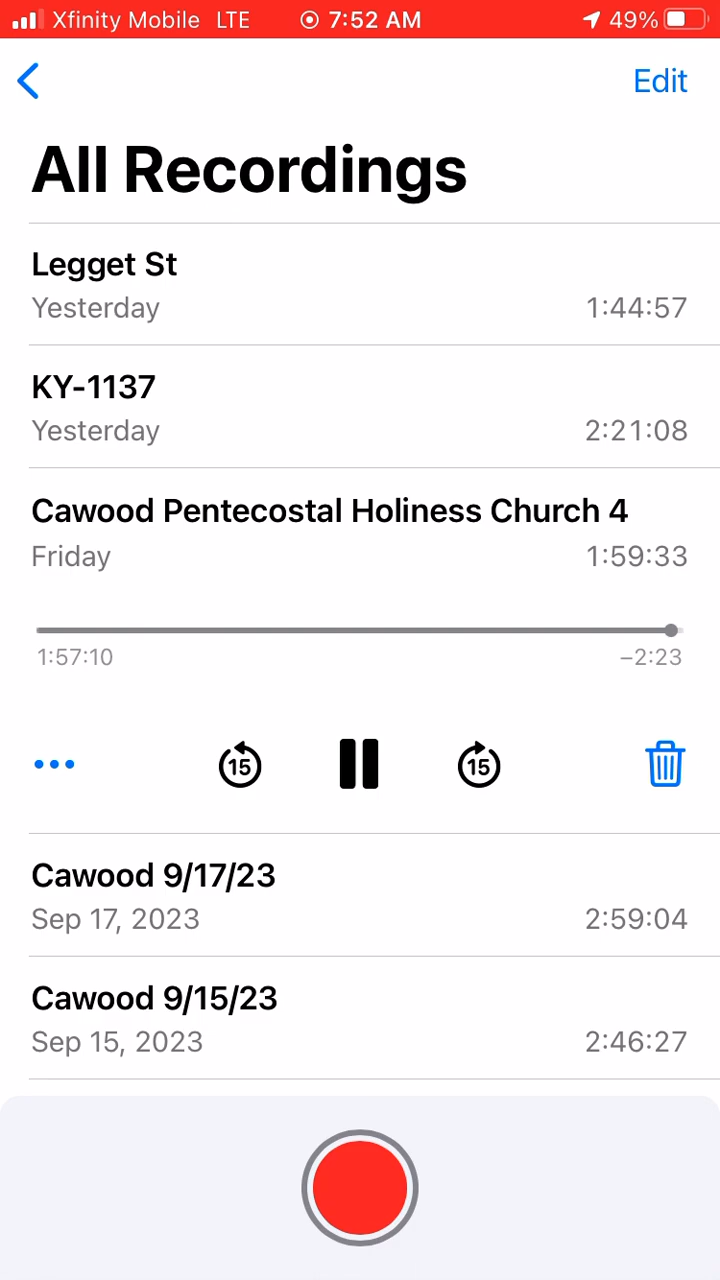 Xfinity Mobile LTE 7:52 AM 49%
Edit
All Recordings
Legget St
Yesterday 1:44:57
KY-1137
Yesterday 2:21:08
Cawood Pentecostal Holiness Church 4
Friday 1:59:33
1:57:10 −2:23
15 15
Cawood 9/17/23
Sep 17, 2023 2:59:04
Cawood 9/15/23
Sep 15, 2023 2:46:27